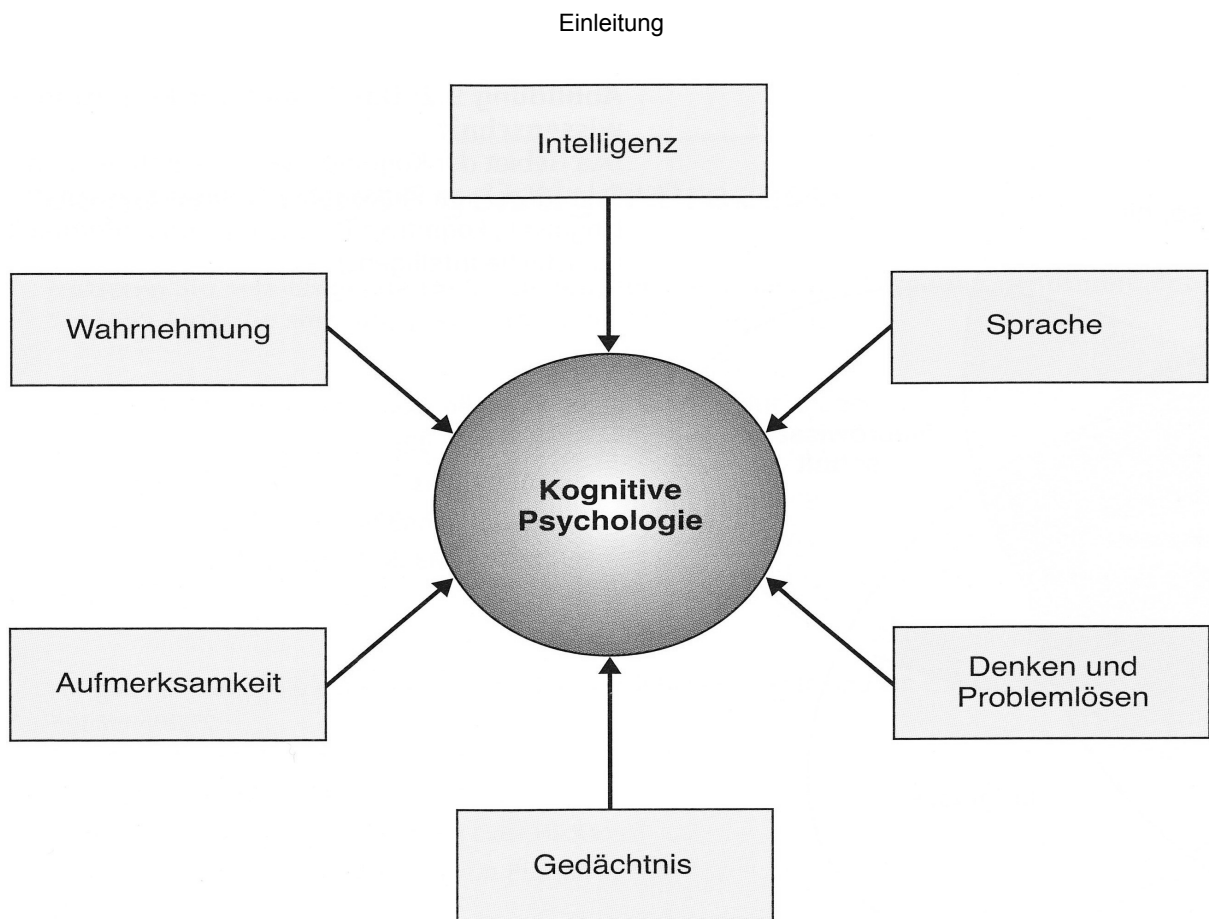 Einleitung
Intelligenz
Wahrnehmung
Sprache
Kognitive
Psychologie
Aufmerksamkeit
Denken und
Problemlösen
Gedächtnis